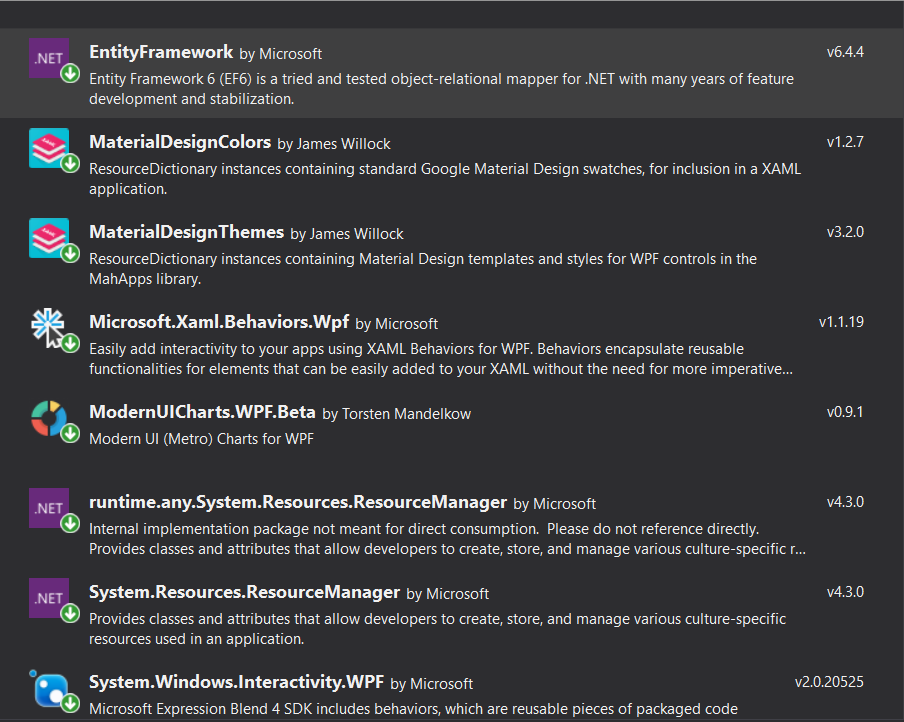 .NET
EntityFramework by Microsoft v6.4.4
Entity Framework 6 (EF6) is a tried and tested object-relational mapper for .NET with many years of feature
development and stabilization.
MaterialDesignColors by James Willock v1.2.7
ResourceDictionary instances containing standard Google Material Design swatches, for inclusion in a XAML
application.
MaterialDesignThemes by James Willock v3.2.0
ResourceDictionary instances containing Material Design templates and styles for WPF controls in the
MahApps library.
Microsoft.Xaml.Behaviors.Wpf by Microsoft v1.1.19
Easily add interactivity to your apps using XAML Behaviors for WPF. Behaviors encapsulate reusable
functionalities for elements that can be easily added to your XAML without the need for more imperative...
ModernUICharts.WPF.Beta by Torsten Mandelkow v0.9.1
Modern UI (Metro) Charts for WPF
.NET
runtime.any.System.Resources.ResourceManager by Microsoft v4.3.0
Internal implementation package not meant for direct consumption.  Please do not reference directly.
Provides classes and attributes that allow developers to create, store, and manage various culture-specific r...
.NET
System.Resources.ResourceManager by Microsoft v4.3.0
Provides classes and attributes that allow developers to create, store, and manage various culture-specific
resources used in an application.
System.Windows.Interactivity.WPF by Microsoft v2.0.20525
Microsoft Expression Blend 4 SDK includes behaviors, which are reusable pieces of packaged code